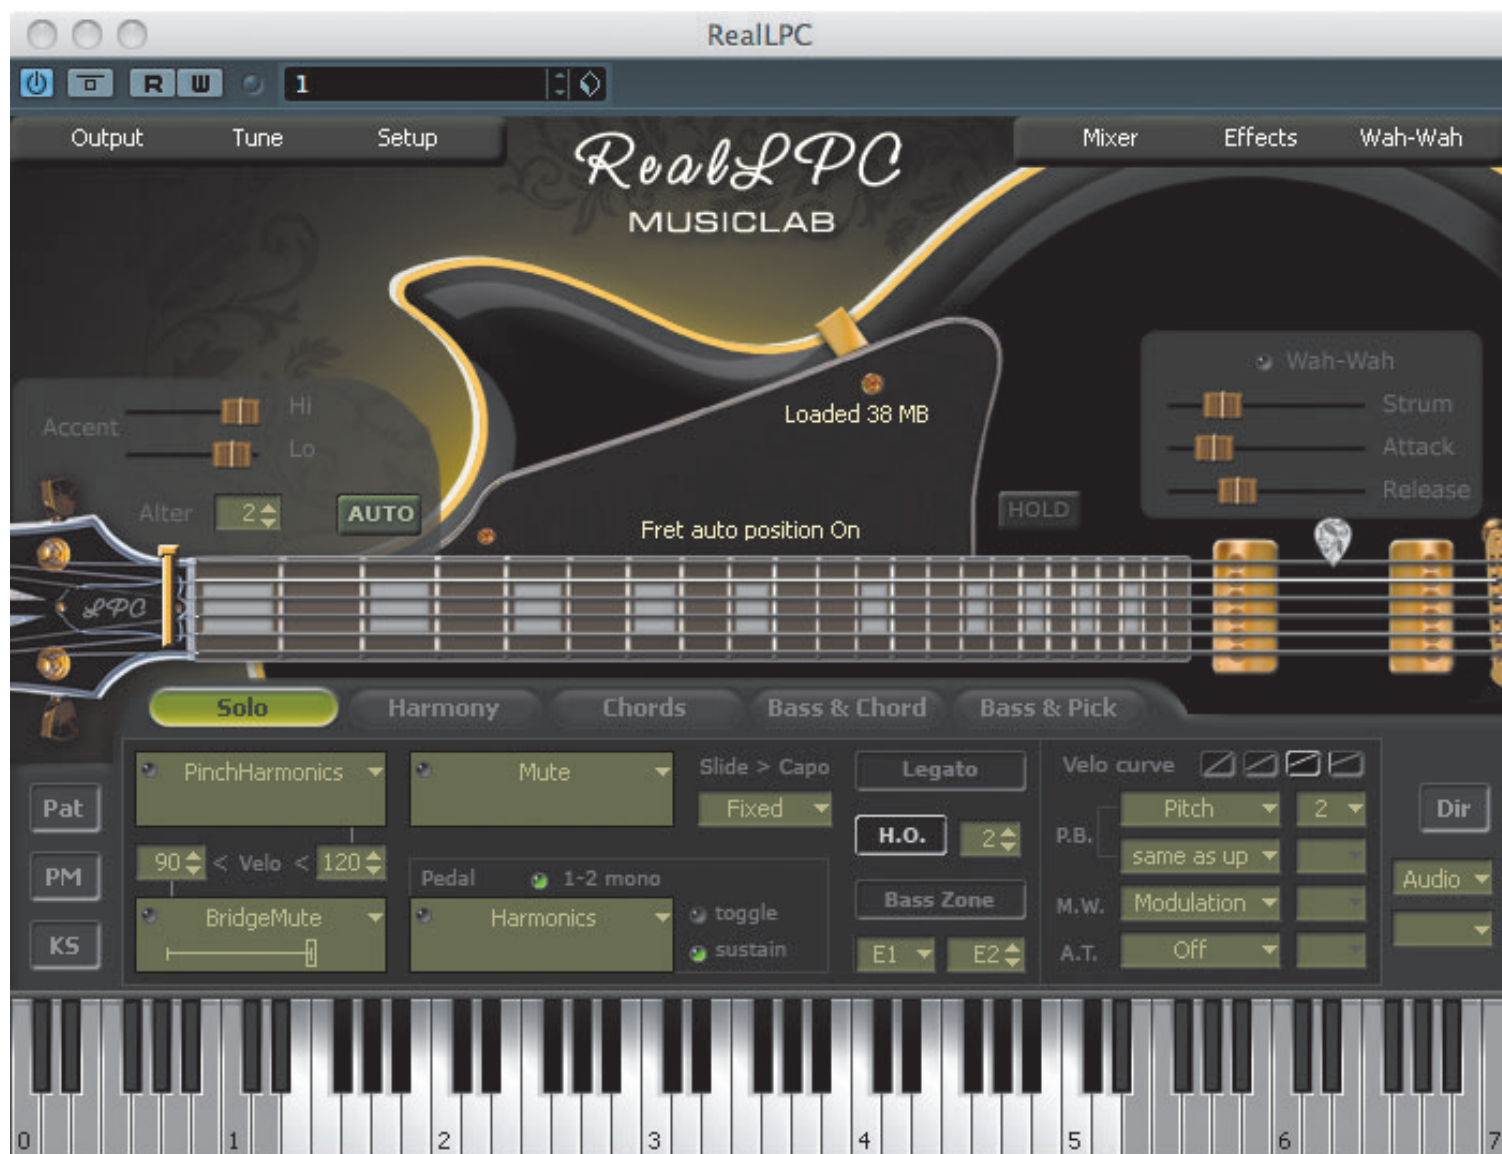 RealLPC
R W 1
Output Tune Setup
RealLPC
MUSICLAB
Mixer Effects Wah-Wah
Wah-Wah
Accent Hi
Lo
Loaded 38 MB
Strum
Attack
Release
Alter 2 AUTO
HOLD
Fret auto position On
LPC
Solo Harmony Chords Bass & Chord Bass & Pick
PinchHarmonics Mute Slide > Capo Legato Velo curve
Pat Fixed Pitch 2 Dir
90 < Velo < 120 H.O. 2 P.B. same as up
PM Pedal 1-2 mono Audio
BridgeMute Harmonics toggle Bass Zone M.W. Modulation
KS sustain E1 E2 A.T. Off
0 1 2 3 4 5 6 7